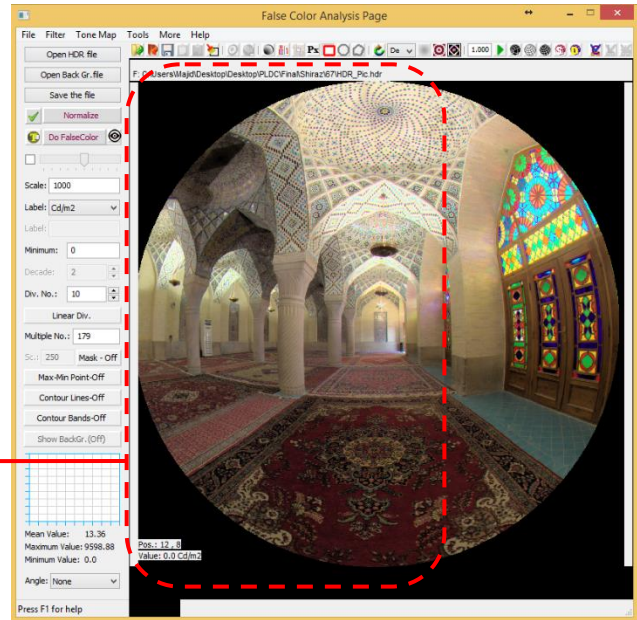 False Color Analysis Page
File Filter Tone Map Tools More Help
Open HDR file
Px De 1.000
Open Back Gr. file
F: C:\Users\Majid\Desktop\Desktop\PLDC\Final\Shiraz\67\HDR_Pic.hdr
Save the file
Normalize
Do FalseColor
Scale: 1000
Label: Cd/m2
Label:
Minimum: 0
Decade: 2
Div. No.: 10
Linear Div.
Multiple No.: 179
Sc.: 250 Mask - Off
Max-Min Point-Off
Contour Lines-Off
Contour Bands-Off
Show BackGr.(Off)
Mean Value: 13.36
Maximum Value: 9598.88
Minimum Value: 0.0
Pos.: 12 , 8
Value: 0.0 Cd/m2
Angle: None
Press F1 for help